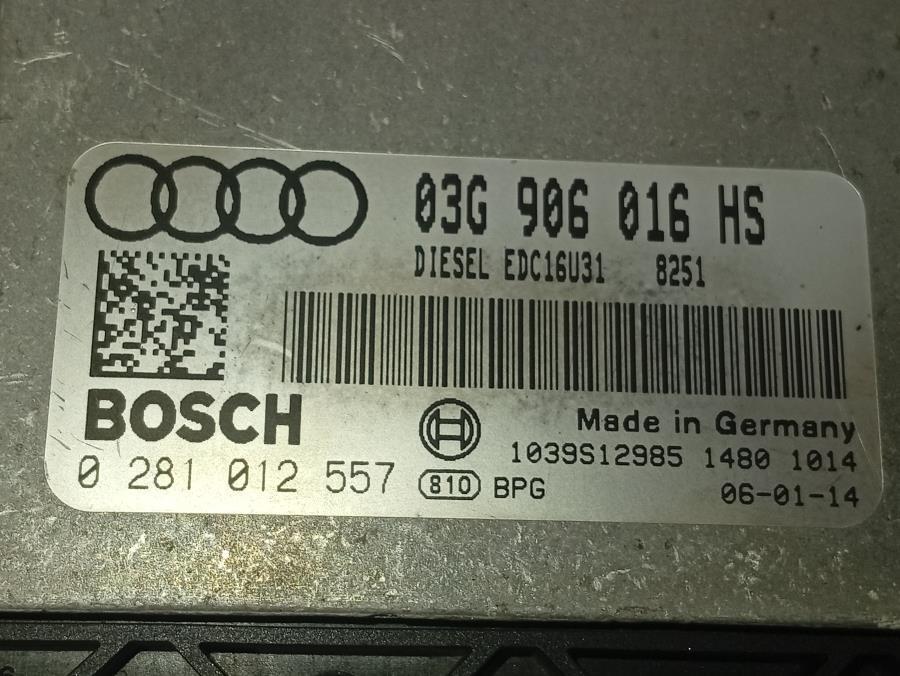 03G 906 016 HS
DIESEL EDC16U31 8251
BOSCH
Made in Germany
1039S12985 1480 1014
0 281 012 557
810 BPG
06-01-14